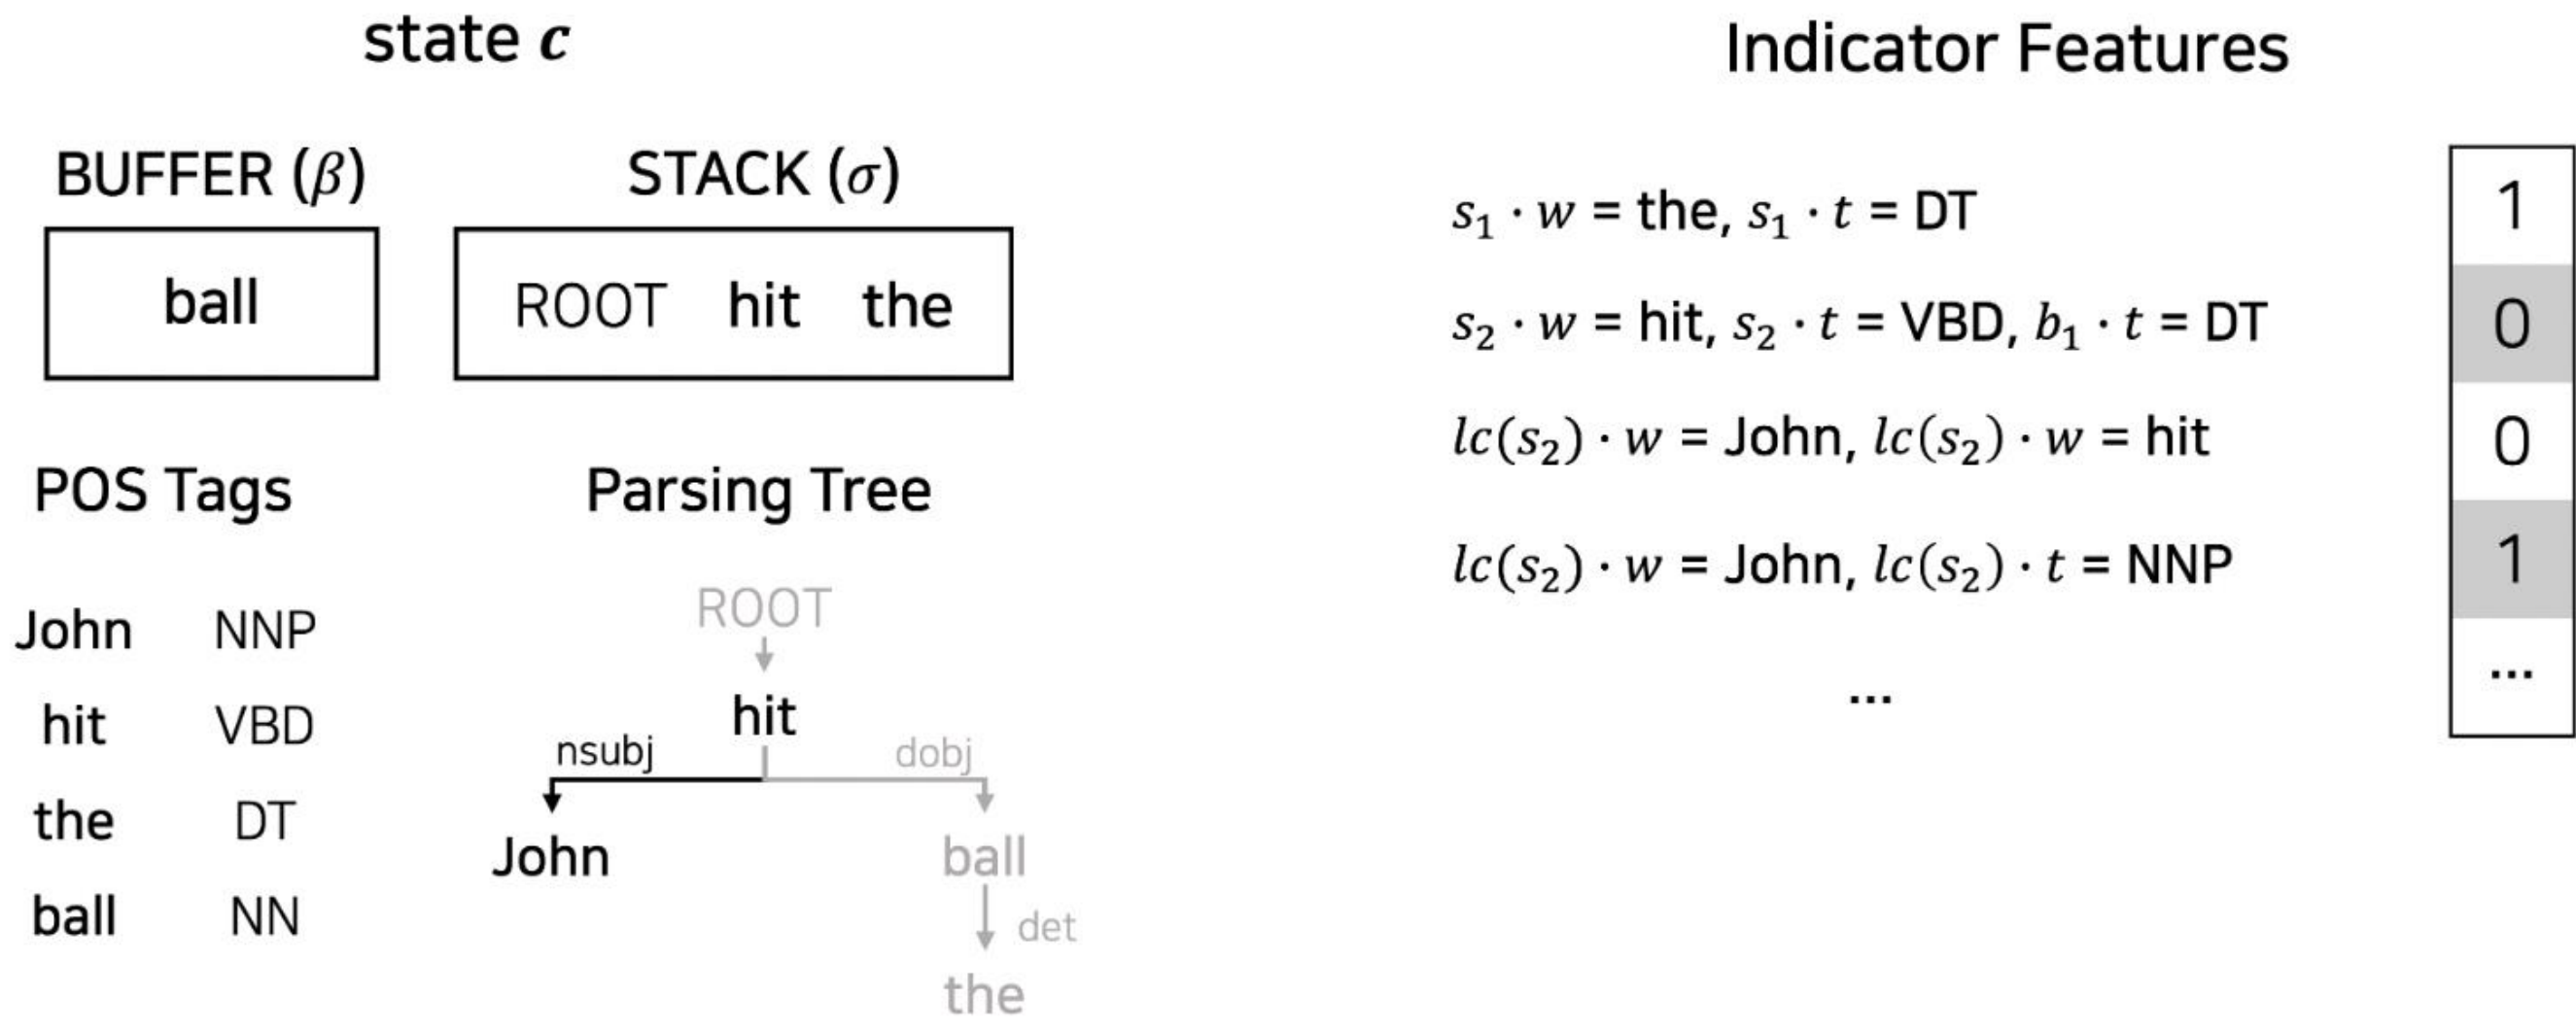 state c
BUFFER (β)
STACK (σ)
ball
ROOT hit the
POS Tags
John NNP
hit VBD
the DT
ball NN
Parsing Tree
ROOT
hit
nsubj
dobj
John
ball
det
the
Indicator Features
s₁ · w = the, s₁ · t = DT
s₂ · w = hit, s₂ · t = VBD, b₁ · t = DT
lc(s₂) · w = John, lc(s₂) · w = hit
lc(s₂) · w = John, lc(s₂) · t = NNP
...
1
0
0
1
...